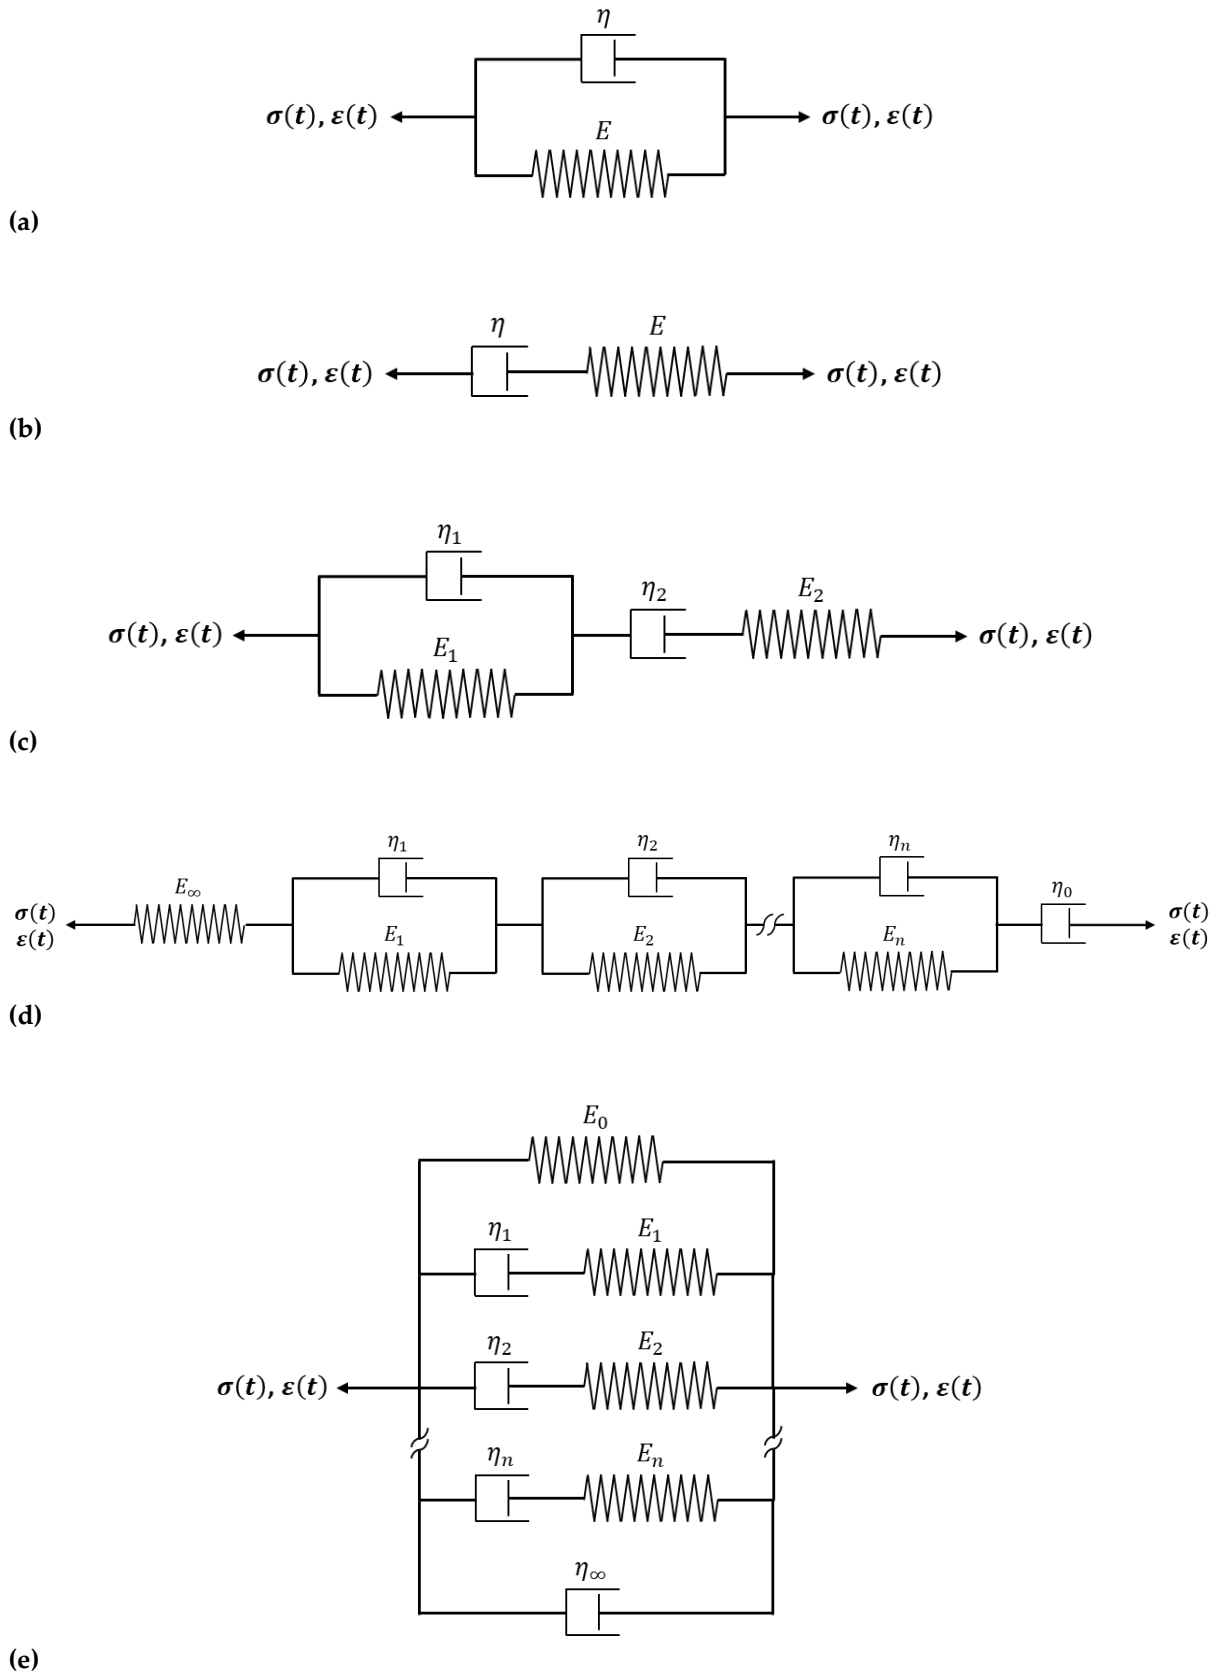 η
σ(t), ε(t) σ(t), ε(t)
E
(a)
η E
σ(t), ε(t) σ(t), ε(t)
(b)
η₁
η₂ E₂
σ(t), ε(t) σ(t), ε(t)
E₁
(c)
η₁ η₂ ηₙ
E∞ η₀
σ(t) σ(t)
ε(t) ε(t)
E₁ E₂ Eₙ
(d)
E₀
η₁ E₁
η₂ E₂
σ(t), ε(t) σ(t), ε(t)
ηₙ Eₙ
η∞
(e)